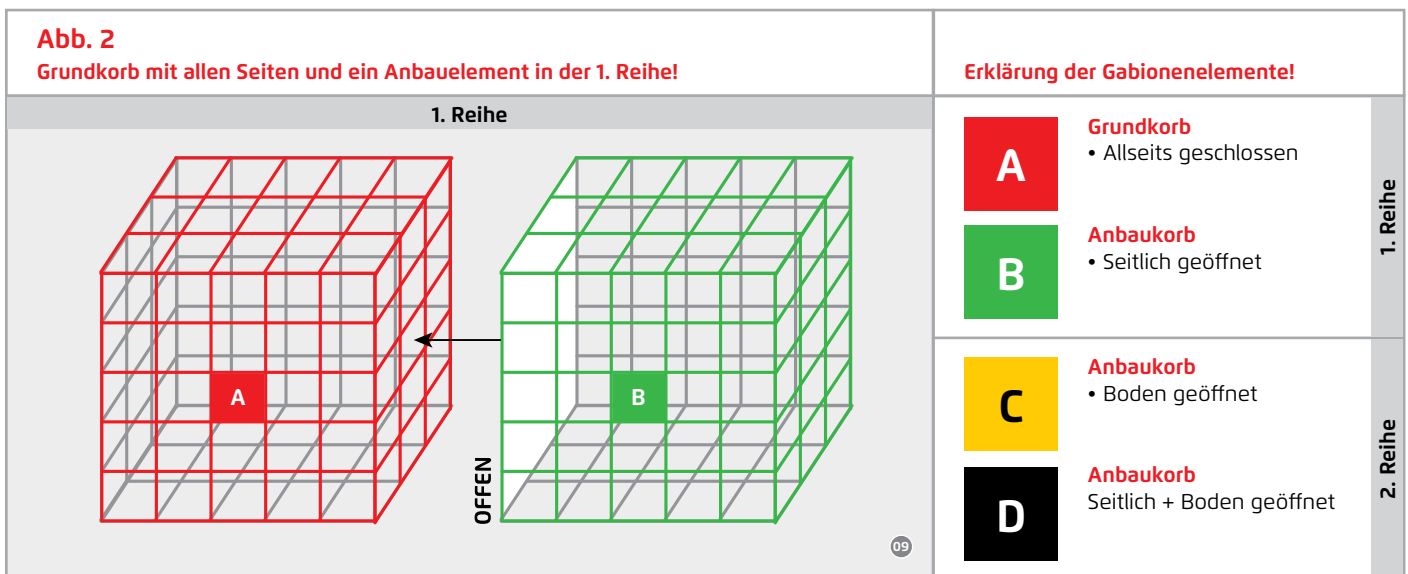 Abb. 2
Grundkorb mit allen Seiten und ein Anbauelement in der 1. Reihe!
1. Reihe
A
B
OFFEN
09
Erklärung der Gabionenelemente!
A
Grundkorb
• Allseits geschlossen
B
Anbaukorb
• Seitlich geöffnet
1. Reihe
C
Anbaukorb
• Boden geöffnet
D
Anbaukorb
Seitlich + Boden geöffnet
2. Reihe